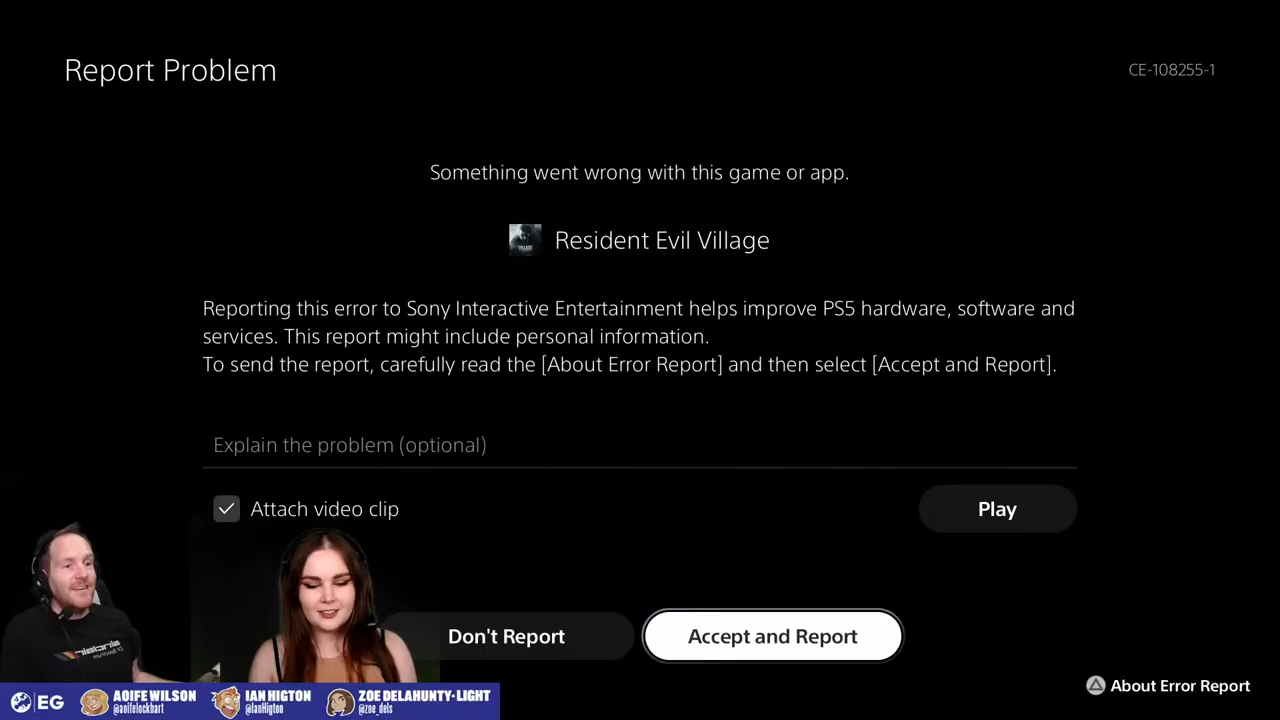 Report Problem
CE-108255-1
Something went wrong with this game or app.
Resident Evil Village
Reporting this error to Sony Interactive Entertainment helps improve PS5 hardware, software and
services. This report might include personal information.
To send the report, carefully read the [About Error Report] and then select [Accept and Report].
Explain the problem (optional)
Attach video clip
Play
Don't Report
Accept and Report
About Error Report
EG
AOIFE WILSON
@aoifelockhart
IAN HIGTON
@IanHigton
ZOE DELAHUNTY-LIGHT
@zoe_dels